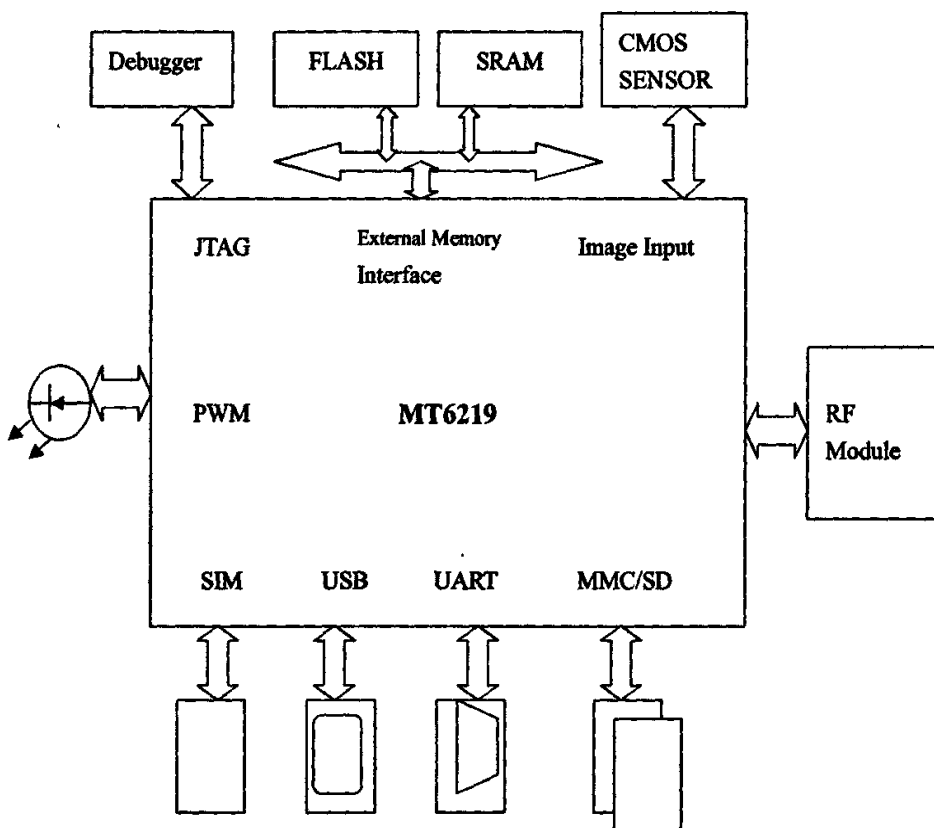 Debugger
FLASH
SRAM
CMOS
SENSOR
JTAG
External Memory
Interface
Image Input
PWM
MT6219
RF
Module
SIM
USB
UART
MMC/SD